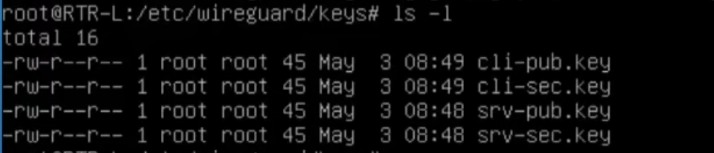 root@RTR-L:/etc/wireguard/keys# ls -l
total 16
-rw-r--r-- 1 root root 45 May  3 08:49 cli-pub.key
-rw-r--r-- 1 root root 45 May  3 08:49 cli-sec.key
-rw-r--r-- 1 root root 45 May  3 08:48 srv-pub.key
-rw-r--r-- 1 root root 45 May  3 08:48 srv-sec.key